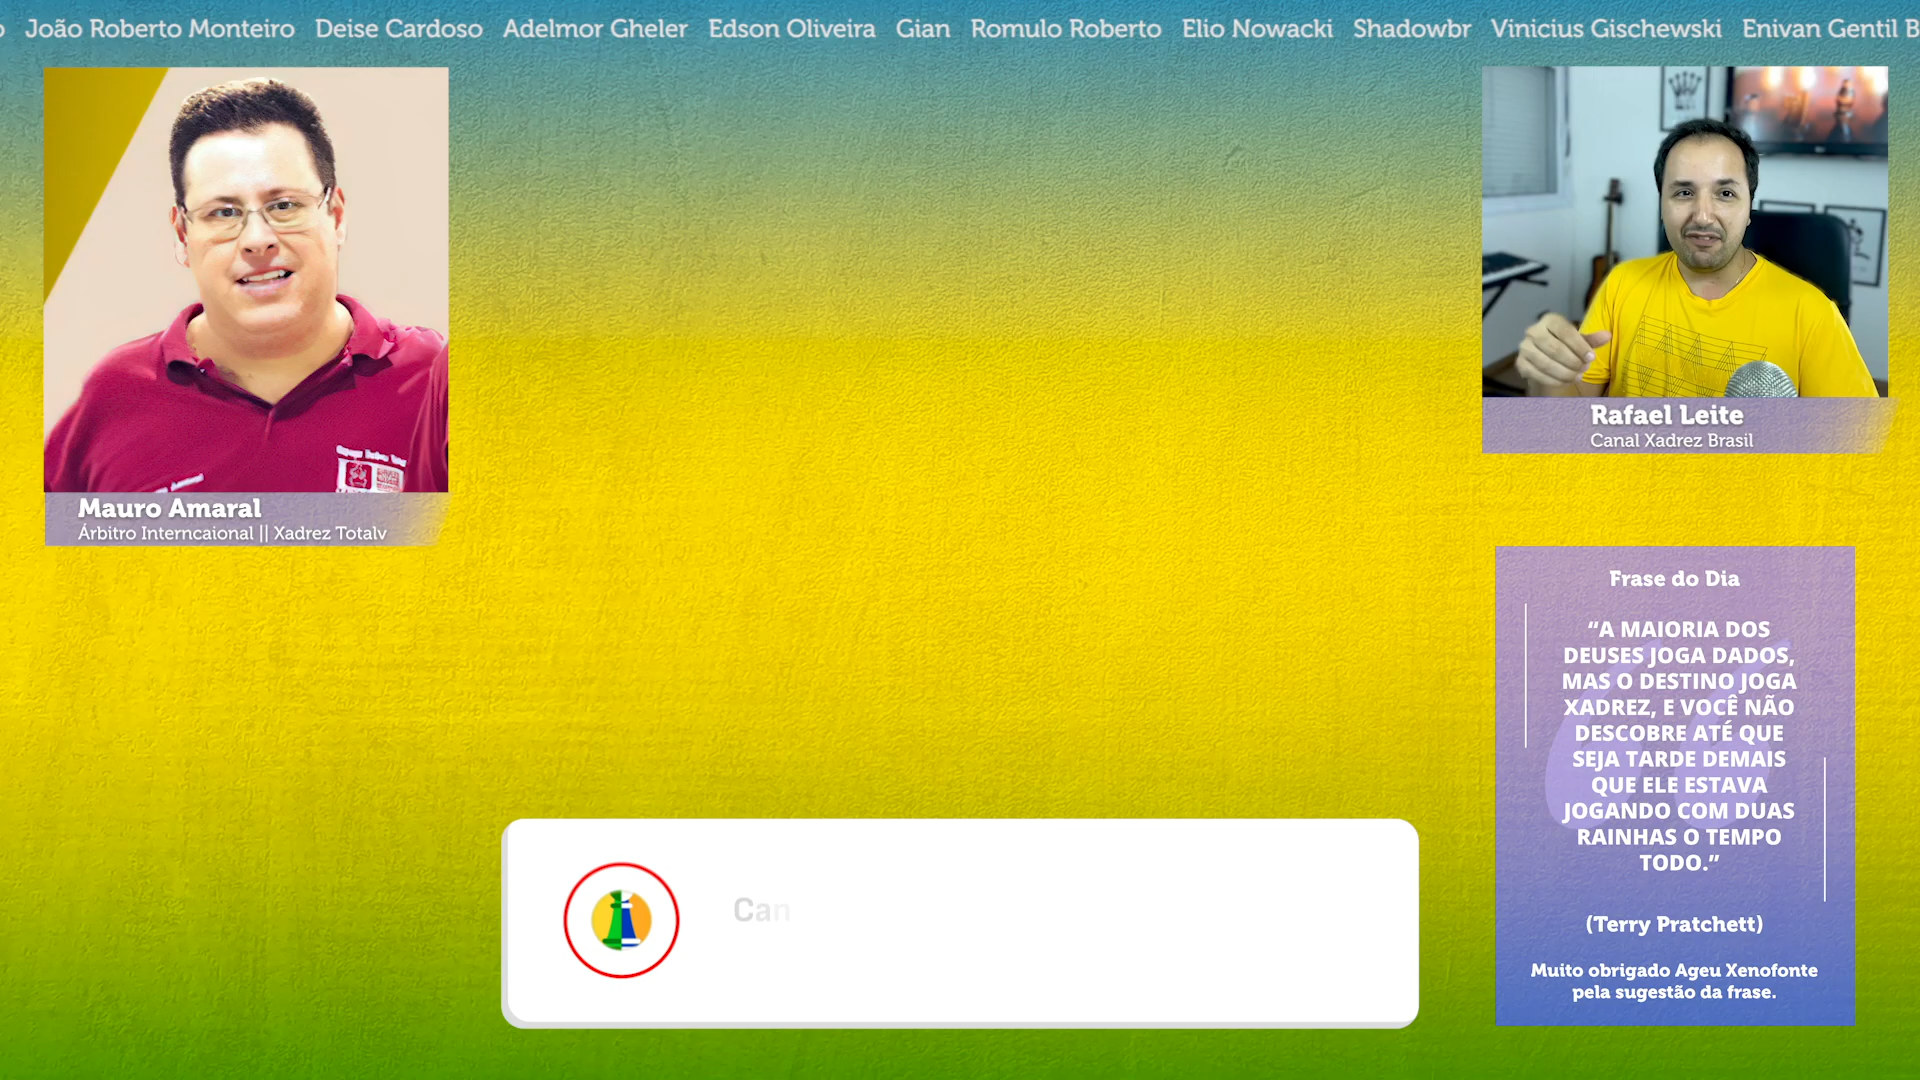 João Roberto Monteiro Deise Cardoso Adelmor Gheler Edson Oliveira Gian Romulo Roberto Elio Nowacki Shadowbr Vinicius Gischewski Enivan Gentil B
Rafael Leite
Canal Xadrez Brasil
Mauro Amaral
Árbitro Interncaional || Xadrez Totalv
Frase do Dia
“A MAIORIA DOS
DEUSES JOGA DADOS,
MAS O DESTINO JOGA
XADREZ, E VOCÊ NÃO
DESCOBRE ATÉ QUE
SEJA TARDE DEMAIS
QUE ELE ESTAVA
JOGANDO COM DUAS
RAINHAS O TEMPO
TODO.”
(Terry Pratchett)
Muito obrigado Ageu Xenofonte
pela sugestão da frase.
Can